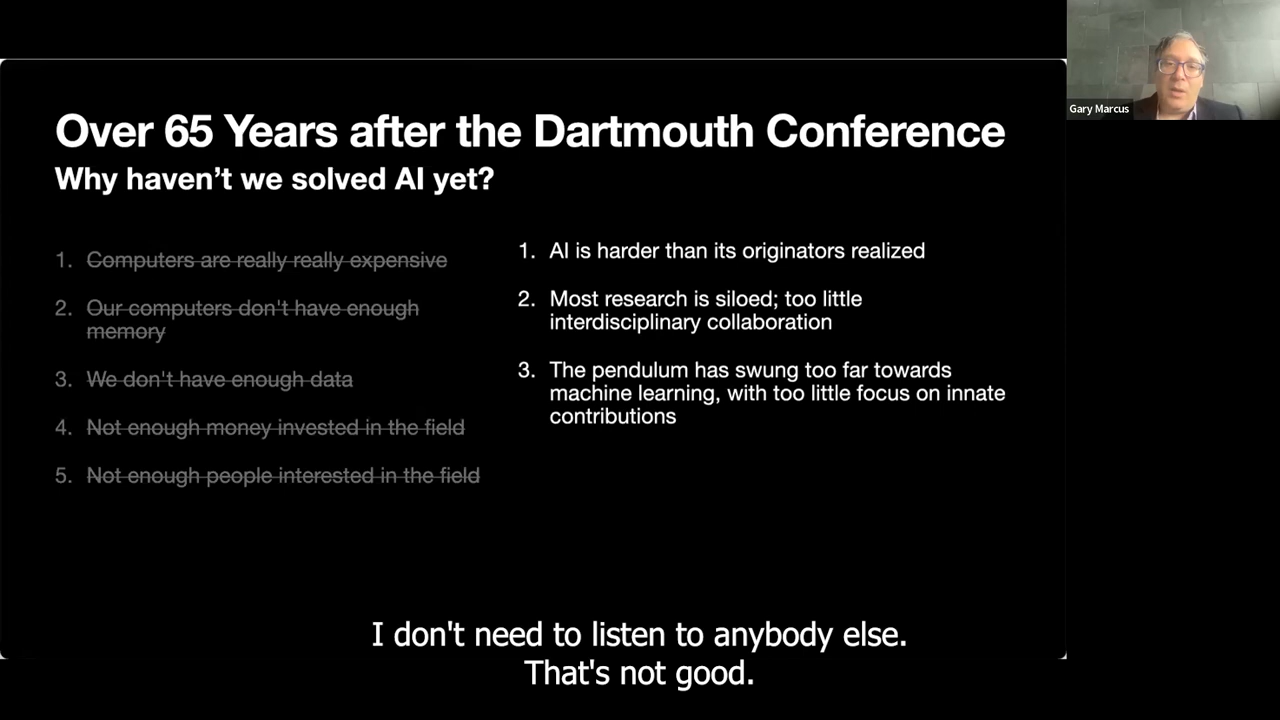 Over 65 Years after the Dartmouth Conference
Why haven't we solved AI yet?
1. Computers are really really expensive
2. Our computers don't have enough
memory
3. We don't have enough data
4. Not enough money invested in the field
5. Not enough people interested in the field
1. AI is harder than its originators realized
2. Most research is siloed; too little
interdisciplinary collaboration
3. The pendulum has swung too far towards
machine learning, with too little focus on innate
contributions
Gary Marcus
I don't need to listen to anybody else.
That's not good.